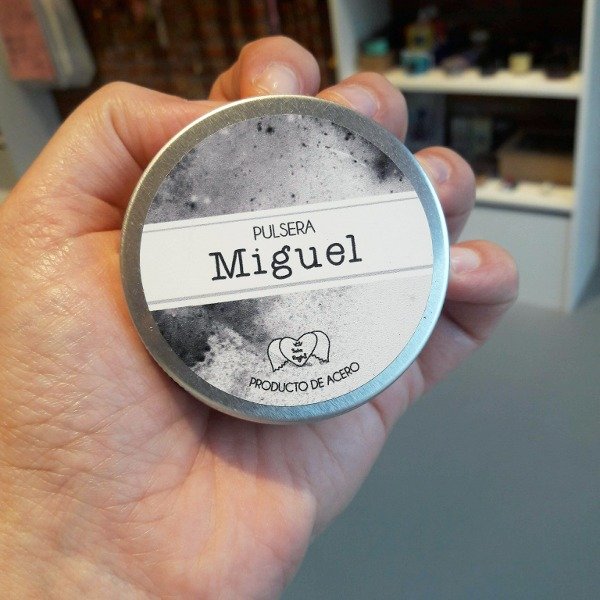 PULSERA
Miguel
PRODUCTO DE ACERO